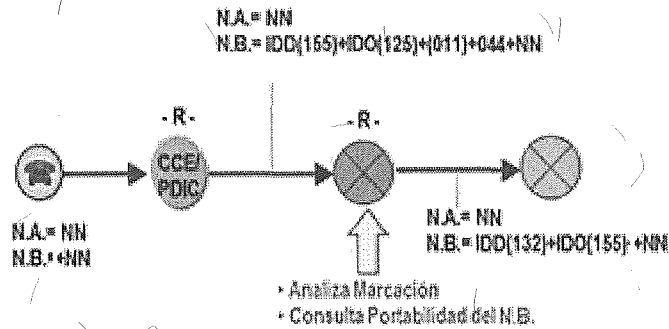 N.A.= NN
N.B.= IDD(155)+IDO(125)+(011)+044+NN
- R -
- R -
CCE/
PDIC
N.A.= NN
N.B.= +NN
N.A.= NN
N.B.= IDD(132)+IDO(155)+ +NN
• Analiza Marcación
• Consulta Portabilidad del N.B.